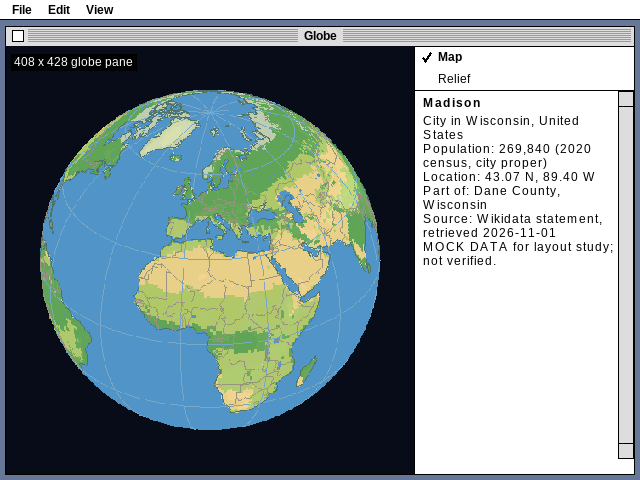 File Edit View
Globe
408 x 428 globe pane
Map
Relief
Madison
City in Wisconsin, United
States
Population: 269,840 (2020
census, city proper)
Location: 43.07 N, 89.40 W
Part of: Dane County,
Wisconsin
Source: Wikidata statement,
retrieved 2026-11-01
MOCK DATA for layout study;
not verified.